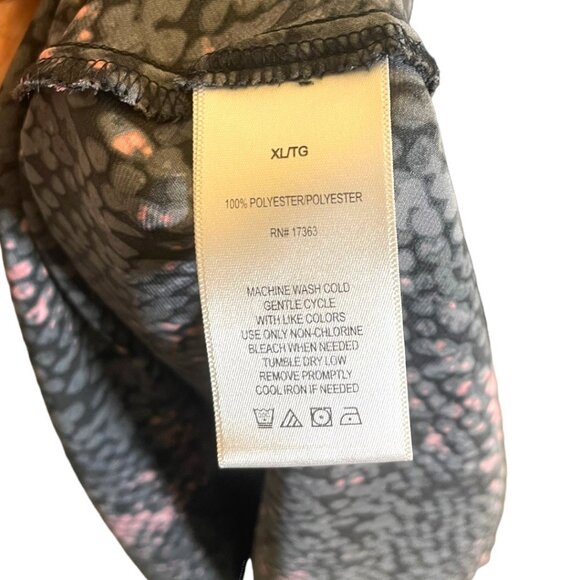 XL/TG
100% POLYESTER/POLYESTER
RN# 17363
MACHINE WASH COLD
GENTLE CYCLE
WITH LIKE COLORS
USE ONLY NON-CHLORINE
BLEACH WHEN NEEDED
TUMBLE DRY LOW
REMOVE PROMPTLY
COOL IRON IF NEEDED